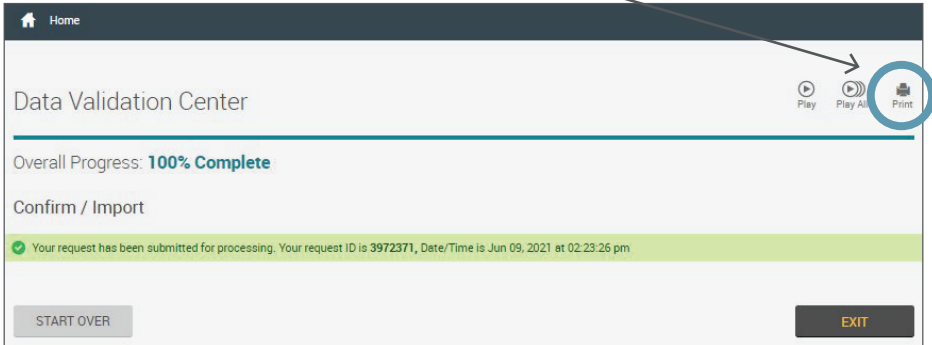 Home
Data Validation Center
Play Play All Print
Overall Progress: 100% Complete
Confirm / Import
Your request has been submitted for processing. Your request ID is 3972371, Date/Time is Jun 09, 2021 at 02:23:26 pm
START OVER EXIT